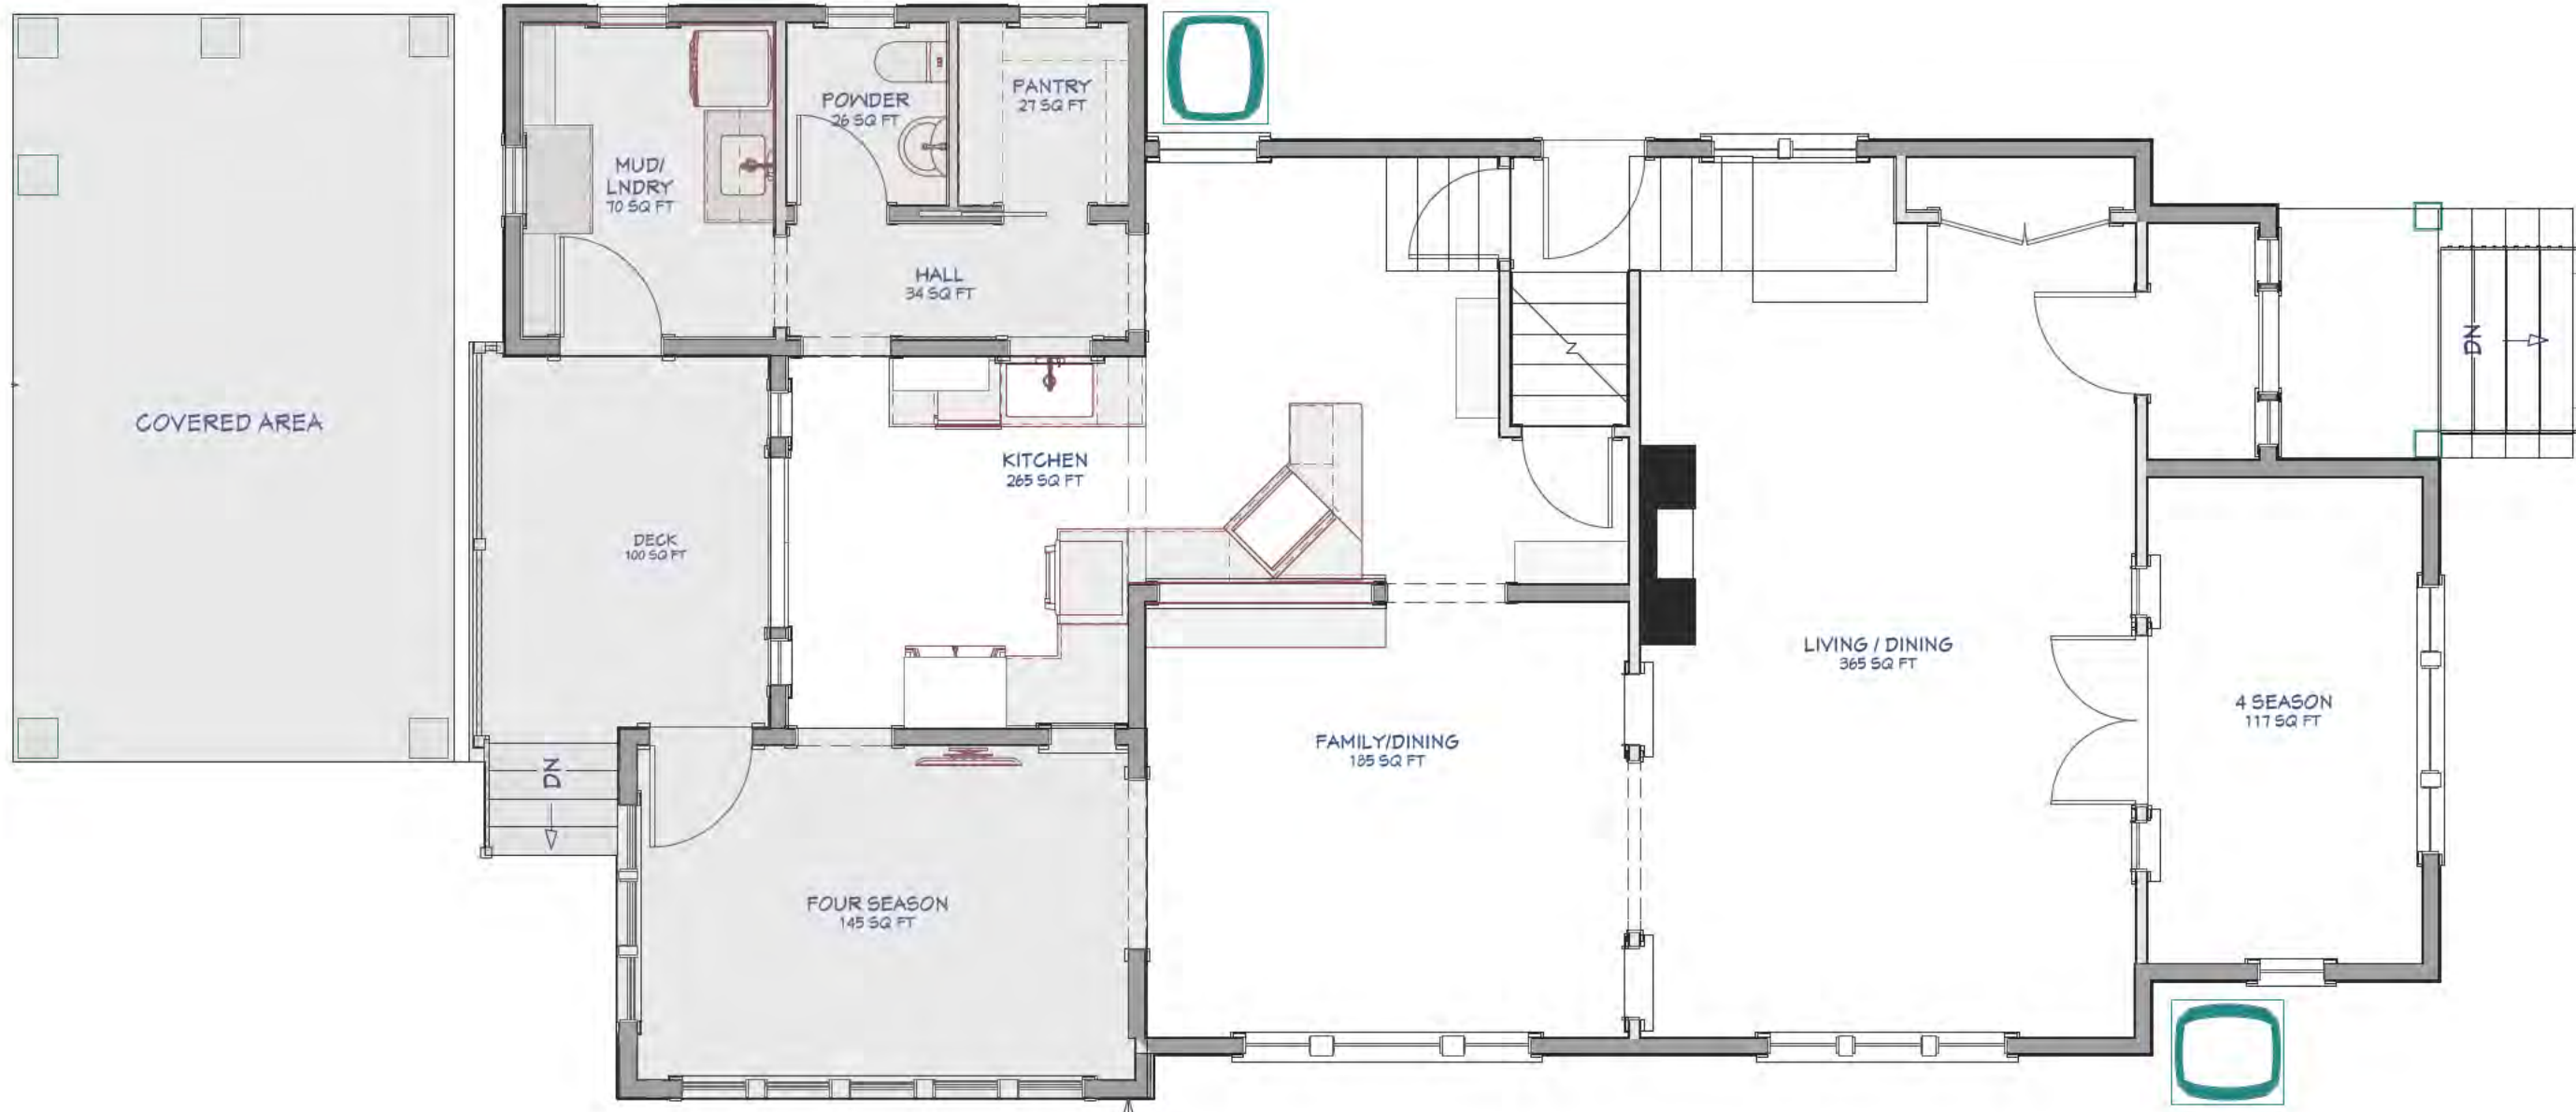 POWDER
26 SQ FT
PANTRY
27 SQ FT
MUD/
LNDRY
70 SQ FT
HALL
34 SQ FT
DN
COVERED AREA
KITCHEN
265 SQ FT
DECK
100 SQ FT
LIVING / DINING
365 SQ FT
4 SEASON
117 SQ FT
FAMILY/DINING
185 SQ FT
DN
FOUR SEASON
145 SQ FT